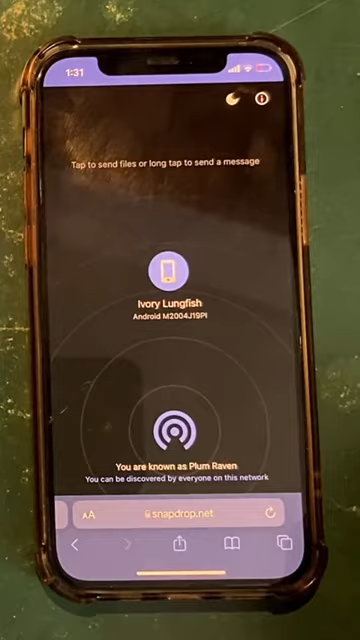 1:31
Tap to send files or long tap to send a message
Ivory Lungfish
Android M2004J19PI
You are known as Plum Raven
You can be discovered by everyone on this network
AA
snapdrop.net